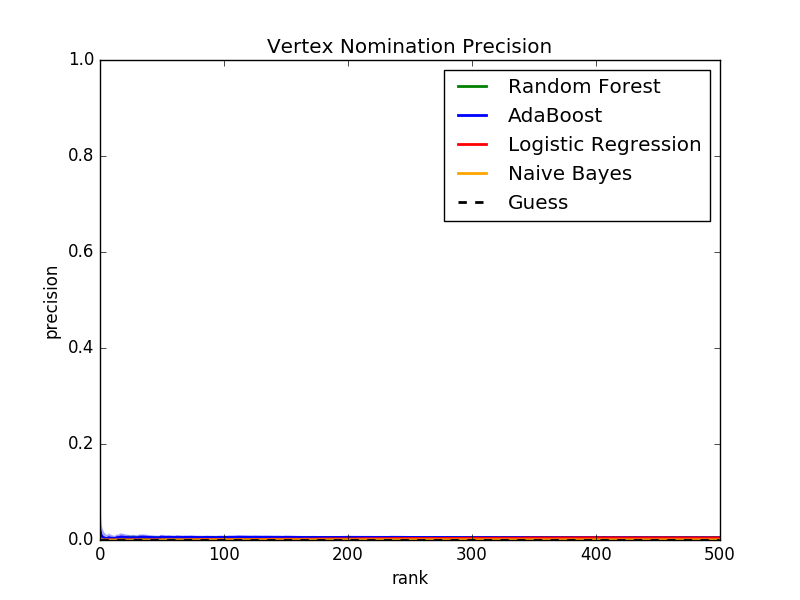 Vertex Nomination Precision
1.0
0.8
0.6
0.4
0.2
0.0
precision
Random Forest
AdaBoost
Logistic Regression
Naive Bayes
Guess
0 100 200 300 400 500
rank